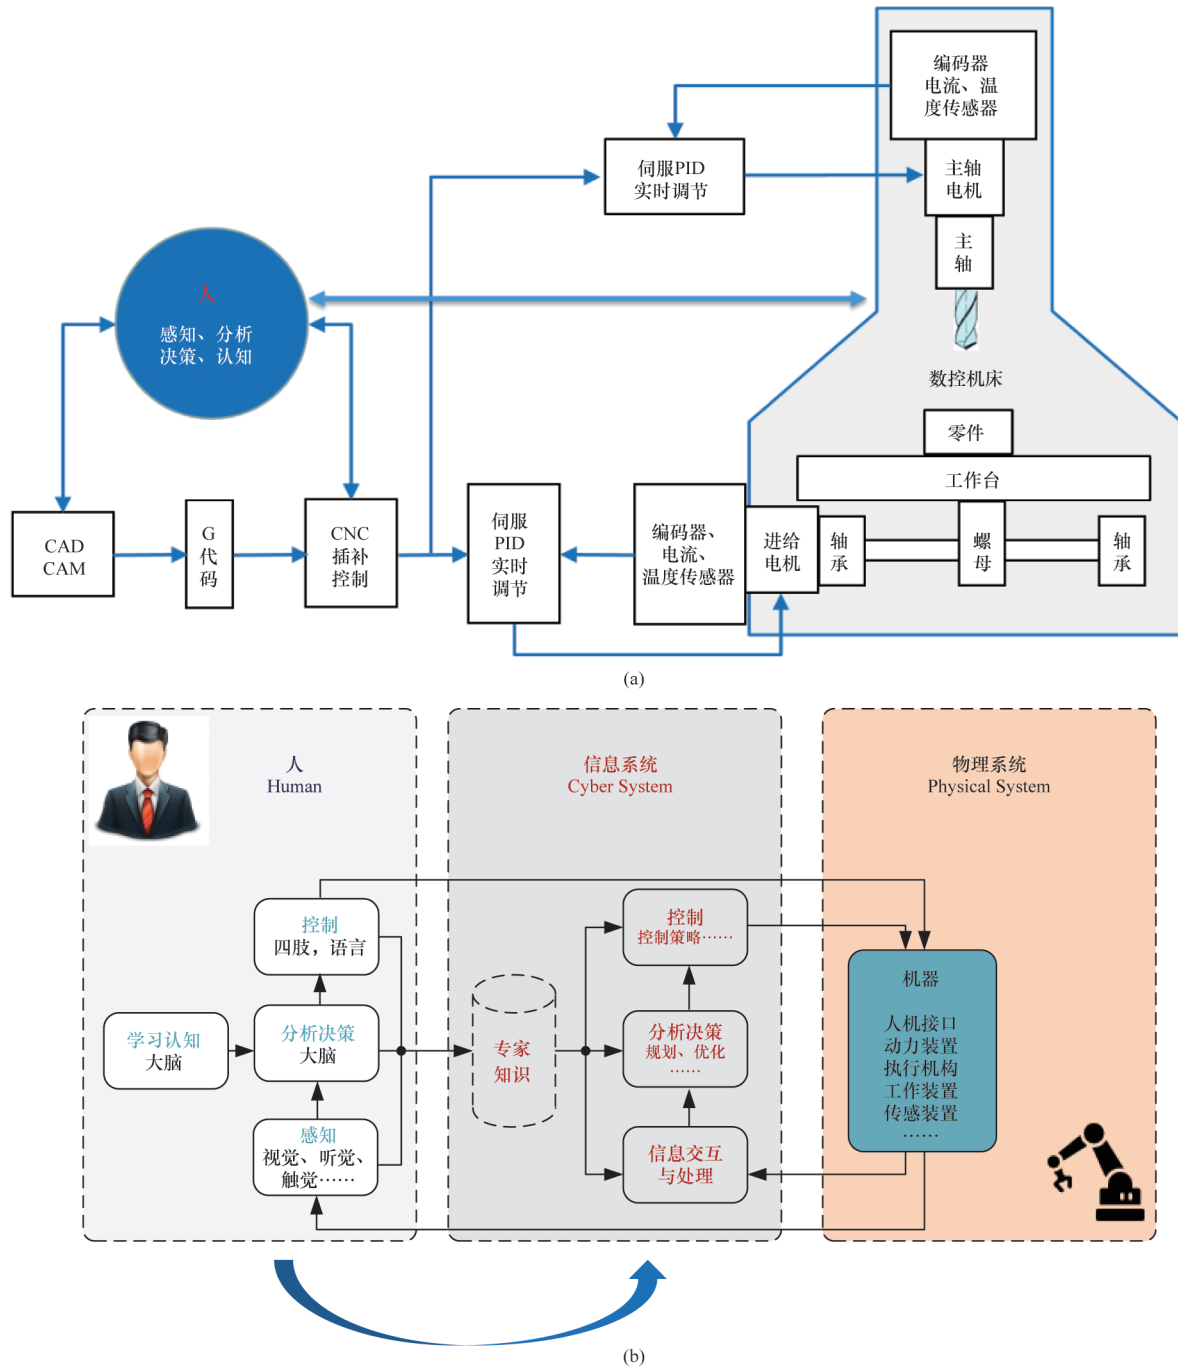 编码器
电流、温
度传感器
伺服PID
实时调节
主轴
电机
主
轴
人
感知、分析
决策、认知
数控机床
零件
工作台
CAD
CAM
G
代
码
CNC
插补
控制
伺服
PID
实时
调节
编码器、
电流、
温度传感器
进给
电机
轴
承
螺
母
轴
承
(a)
人
Human
信息系统
Cyber System
物理系统
Physical System
控制
四肢，语言
学习认知
大脑
分析决策
大脑
感知
视觉、听觉、
触觉……
专家
知识
控制
控制策略……
分析决策
规划、优化
……
信息交互
与处理
机器
人机接口
动力装置
执行机构
工作装置
传感装置
……
(b)